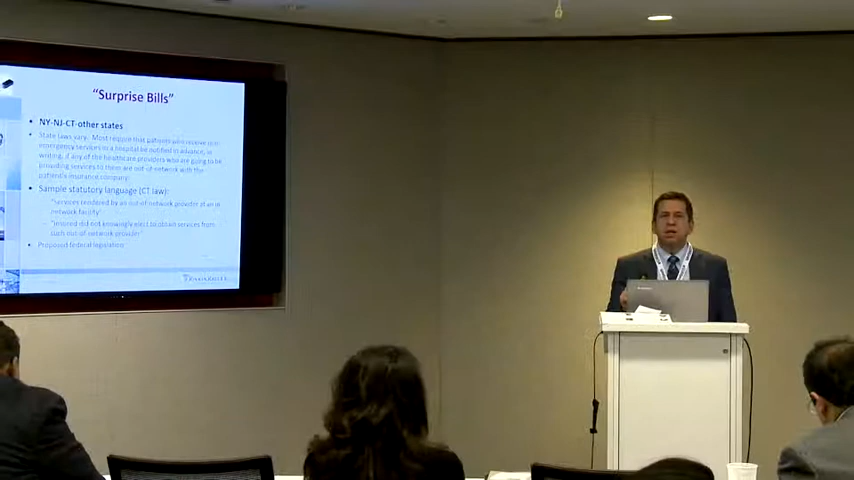 “Surprise Bills”
• NY-NJ-CT-other states
• State laws vary. Most require that patients who receive non-
emergency services in a hospital be notified in advance, in
writing, if any of the healthcare providers who are going to be
providing services to them are out-of-network with the
patient's insurance company.
• Sample statutory language (CT law):
“services rendered by an out-of-network provider at an in-
network facility”
“insured did not knowingly elect to obtain services from
such out-of-network provider”
• Proposed federal legislation